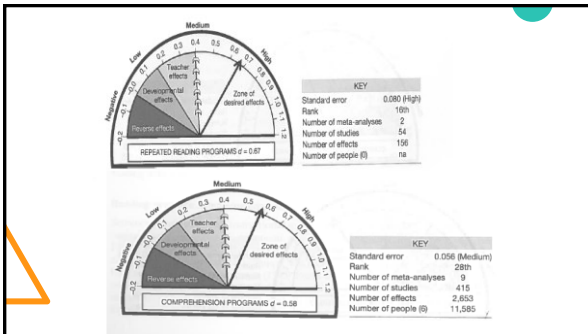 Medium
Low
High
Negative
-0.2
-0.1
-0.0
0.1
0.2
0.3
0.4
0.5
0.6
0.7
0.8
0.9
1.0
1.1
1.2
Teacher
effects
Developmental
effects
Reverse effects
Zone of
desired effects
REPEATED READING PROGRAMS d = 0.67
KEY
Standard error 0.080 (High)
Rank 16th
Number of meta-analyses 2
Number of studies 54
Number of effects 156
Number of people (0) na
Medium
Low
High
Negative
-0.2
-0.1
-0.0
0.1
0.2
0.3
0.4
0.5
0.6
0.7
0.8
0.9
1.0
1.1
1.2
Teacher
effects
Developmental
effects
Reverse effects
Zone of
desired effects
COMPREHENSION PROGRAMS d = 0.58
KEY
Standard error 0.056 (Medium)
Rank 28th
Number of meta-analyses 9
Number of studies 415
Number of effects 2,653
Number of people (6) 11,585